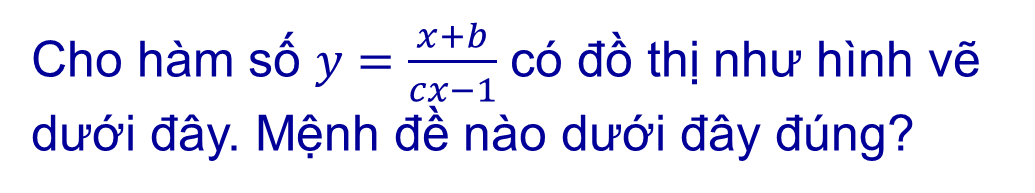 Cho hàm số $y = \frac{x+b}{cx-1}$ có đồ thị như hình vẽ
dưới đây. Mệnh đề nào dưới đây đúng?